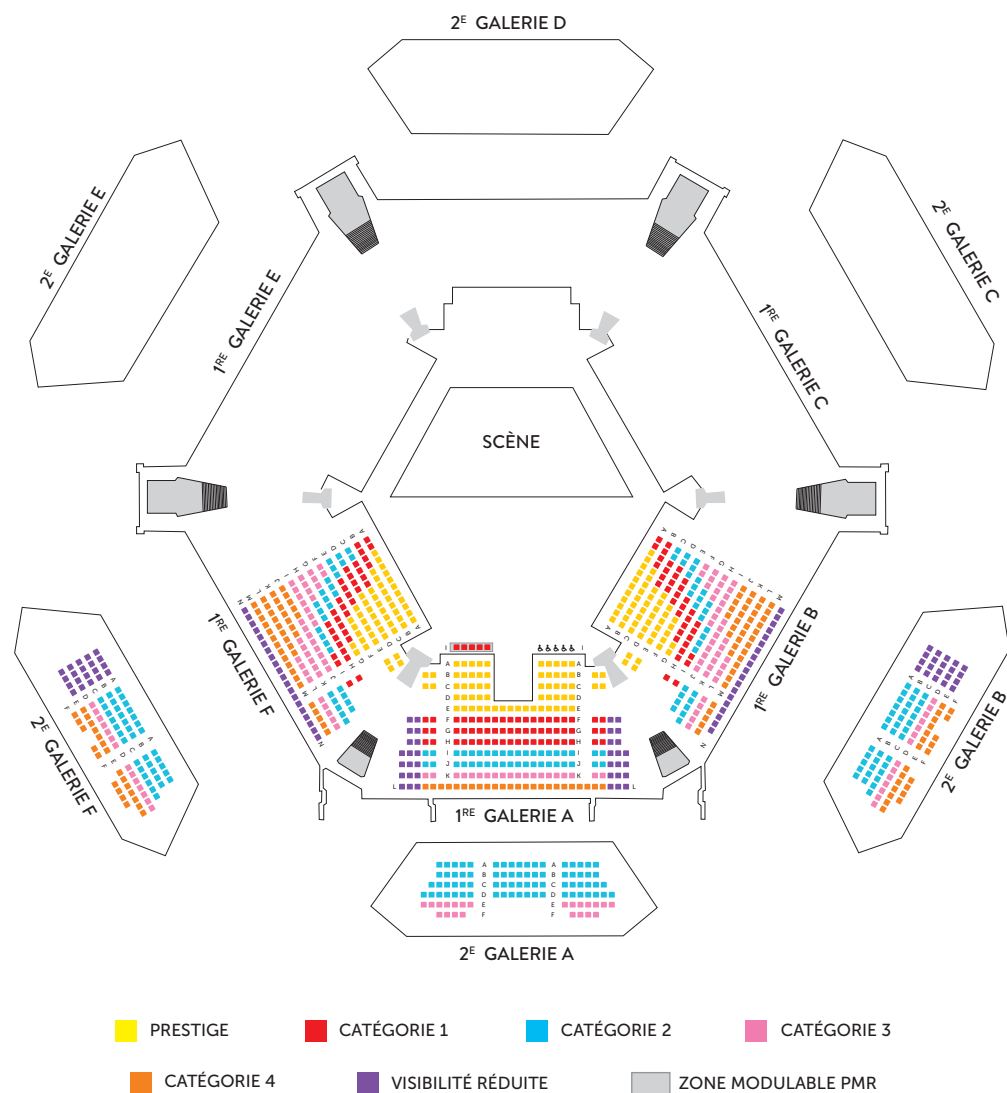 2E GALERIE D
2E GALERIE E
2E GALERIE C
1RE GALERIE E
1RE GALERIE C
SCÈNE
A
B
C
D
E
F
G
H
I
J
K
L
M
N
A
B
C
D
E
F
G
H
I
J
K
L
M
1RE GALERIE F
1RE GALERIE B
A
B
C
D
E
F
A
B
C
D
E
G
H
I I
A A
B B
C C
D D
E E
F F
G G
H H
I I
J J
K K
L L
N
N
2E GALERIE F
A
B
C
D
E
F
A
B
C
D
E
F
2E GALERIE B
A
B
C
D
E
F
A
B
C
D
E
F
1RE GALERIE A
A A
B B
C C
D D
E E
F F
2E GALERIE A
PRESTIGE
CATÉGORIE 1
CATÉGORIE 2
CATÉGORIE 3
CATÉGORIE 4
VISIBILITÉ RÉDUITE
ZONE MODULABLE PMR